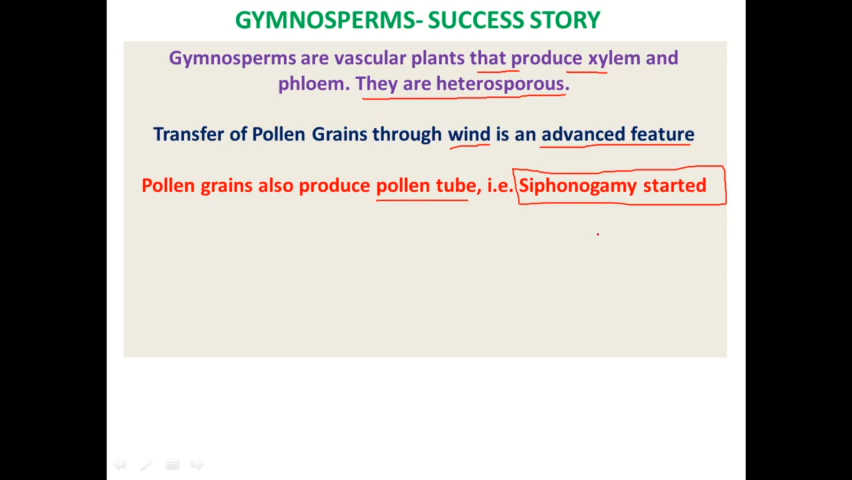 GYMNOSPERMS- SUCCESS STORY
Gymnosperms are vascular plants that produce xylem and
phloem. They are heterosporous.
Transfer of Pollen Grains through wind is an advanced feature
Pollen grains also produce pollen tube, i.e. Siphonogamy started